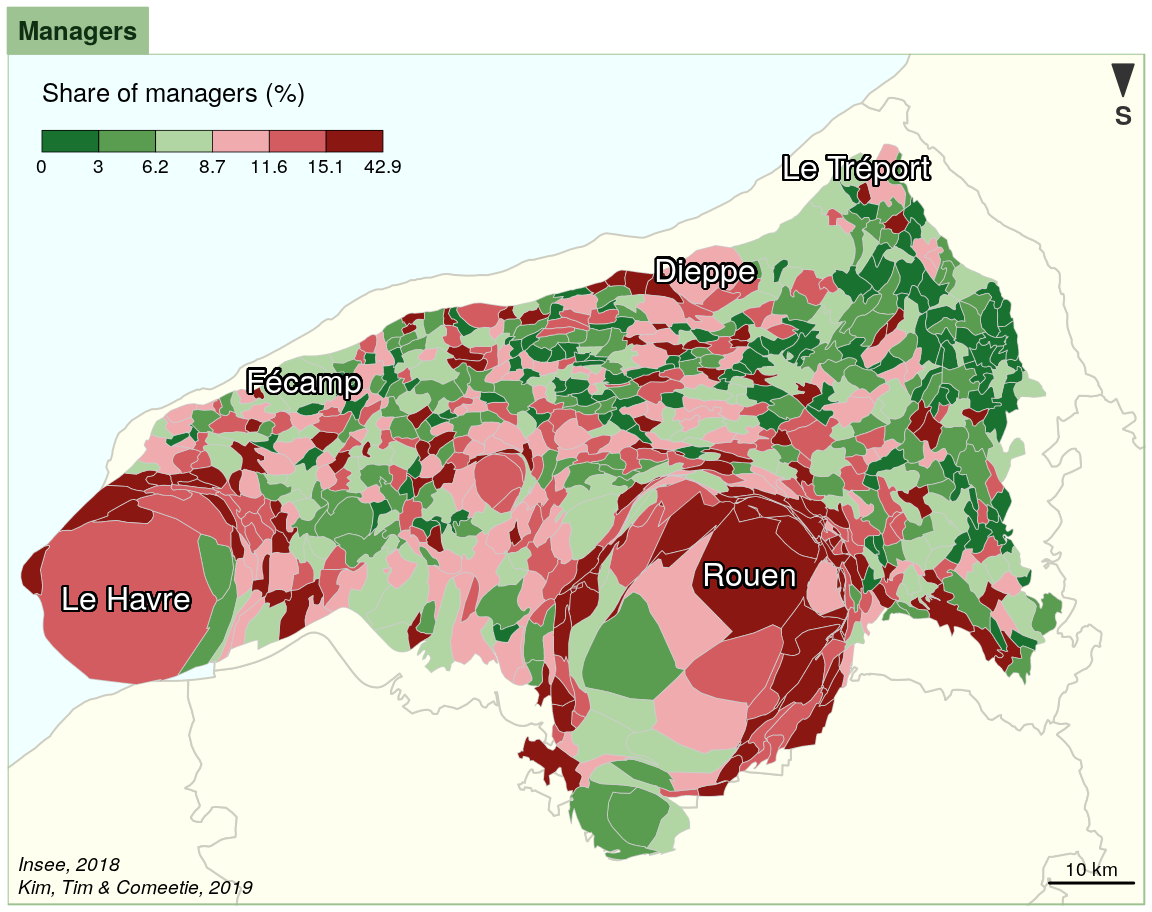 Managers
Share of managers (%)
0 3 6.2 8.7 11.6 15.1 42.9
S
Le Tréport
Dieppe
Fécamp
Rouen
Le Havre
Insee, 2018
Kim, Tim & Comeetie, 2019
10 km